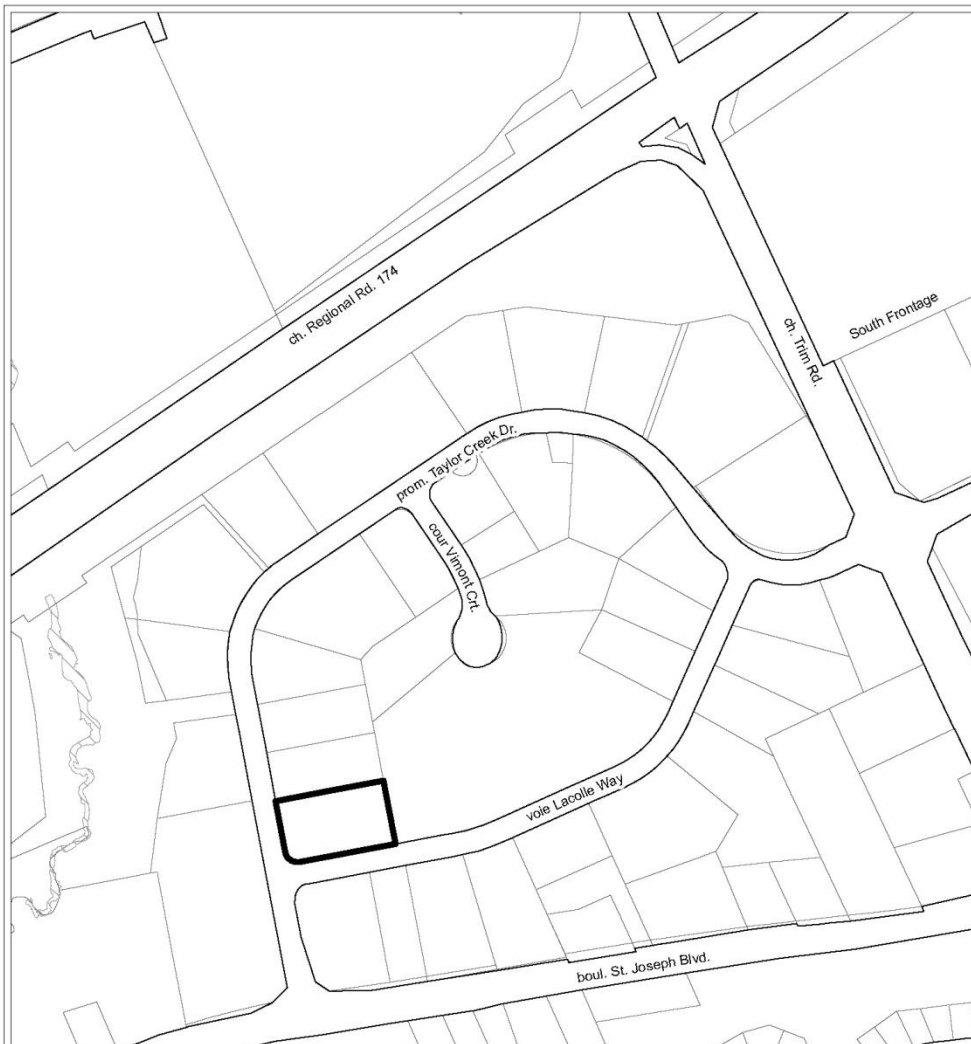 ch. Regional Rd. 174
South Frontage
ch. Trim Rd.
prom. Taylor Creek Dr.
cour Vimont Crt.
voie Lacolle Way
boul. St. Joseph Blvd.